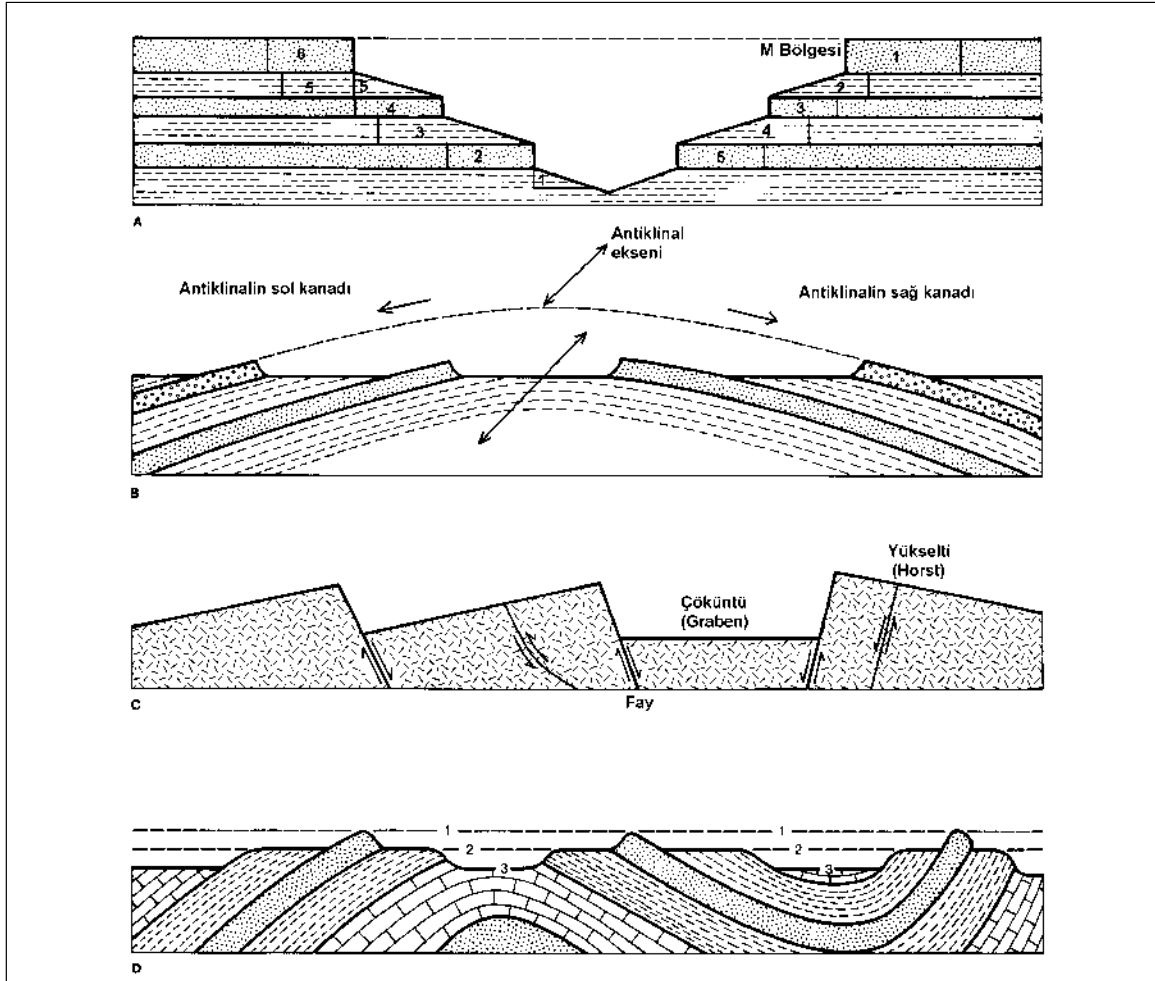 6
M Bölgesi
1
5
5
2
4
3
3
4
2
5
1
A
Antiklinal
ekseni
Antiklinalin sol kanadı
Antiklinalin sağ kanadı
B
Yükselti
(Horst)
Çöküntü
(Graben)
C
Fay
1
1
2
2
3
3
D